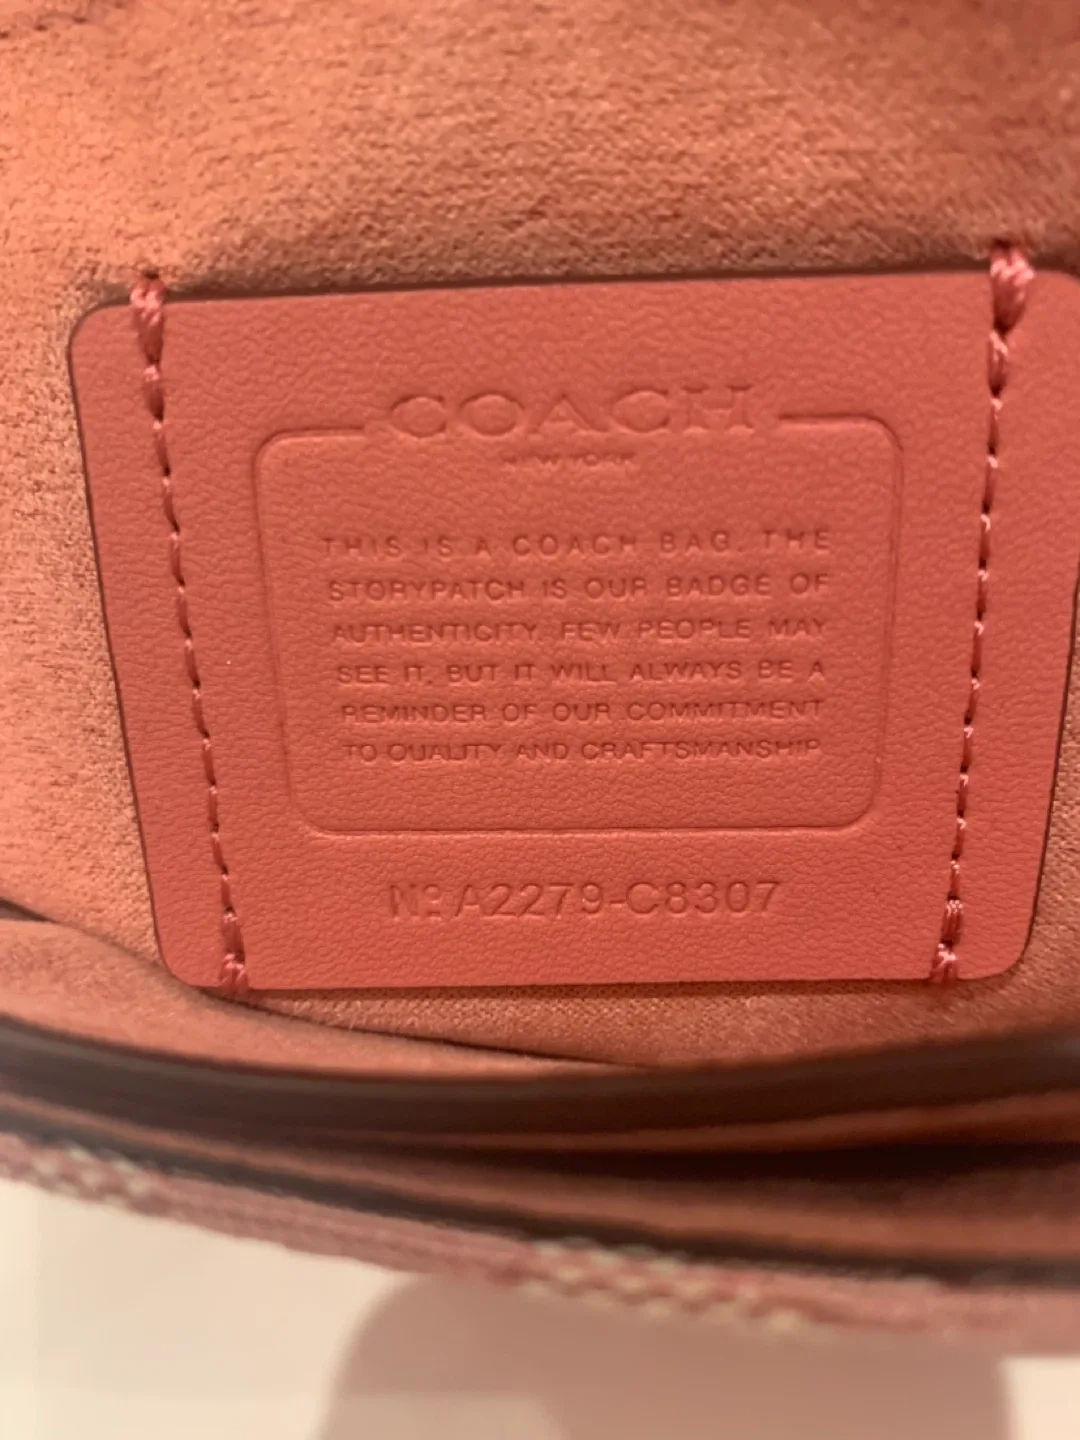 COACH
NEW YORK
THIS IS A COACH BAG. THE
STORYPATCH IS OUR BADGE OF
AUTHENTICITY. FEW PEOPLE MAY
SEE IT, BUT IT WILL ALWAYS BE A
REMINDER OF OUR COMMITMENT
TO QUALITY AND CRAFTSMANSHIP.
Nº A2279-C8307